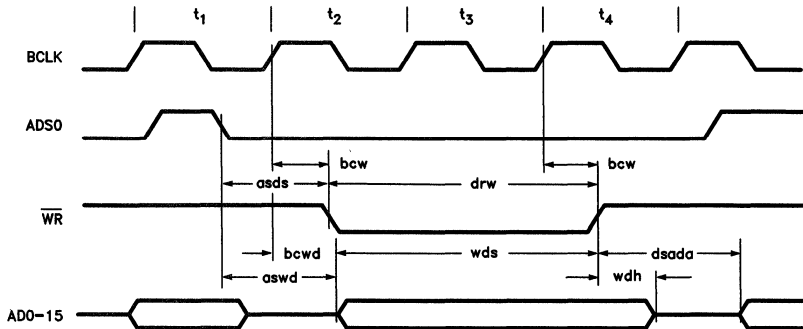 t1 t2 t3 t4
BCLK
ADS0
bcw bcw
asds drw
WR
bcwd wds dsada
aswd wdh
AD0-15